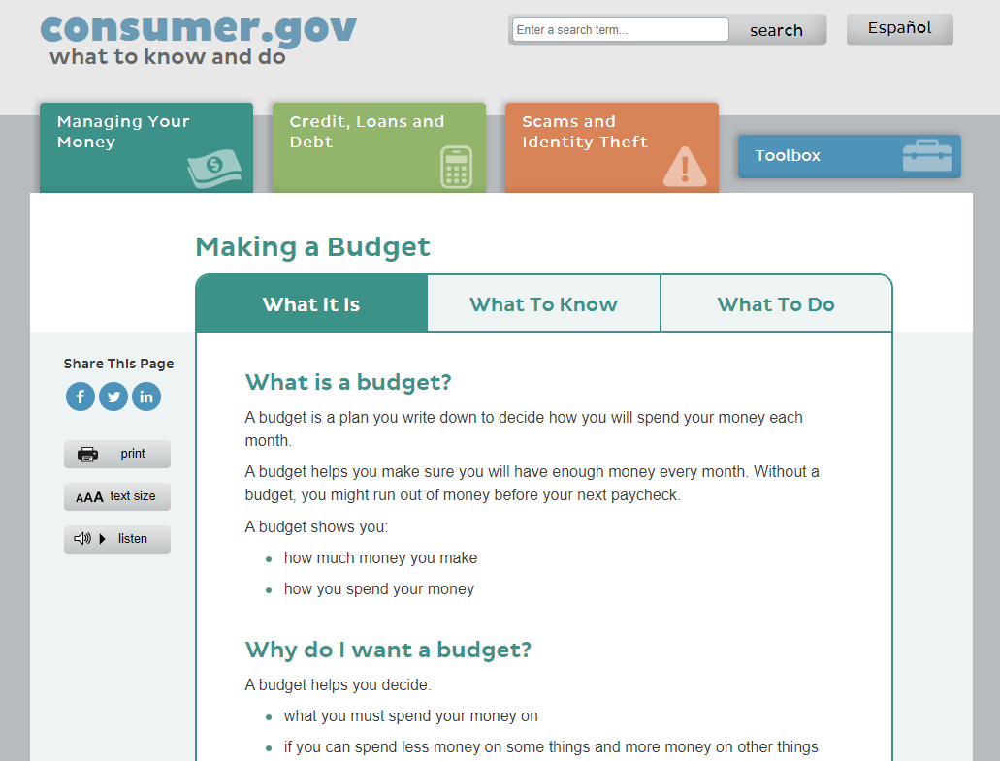 consumer.gov
what to know and do
Enter a search term...
search
Español
Managing Your
Money
Credit, Loans and
Debt
Scams and
Identity Theft
Toolbox
Making a Budget
What It Is
What To Know
What To Do
Share This Page
print
AAA text size
listen
What is a budget?
A budget is a plan you write down to decide how you will spend your money each
month.
A budget helps you make sure you will have enough money every month. Without a
budget, you might run out of money before your next paycheck.
A budget shows you:
how much money you make
how you spend your money
Why do I want a budget?
A budget helps you decide:
what you must spend your money on
if you can spend less money on some things and more money on other things